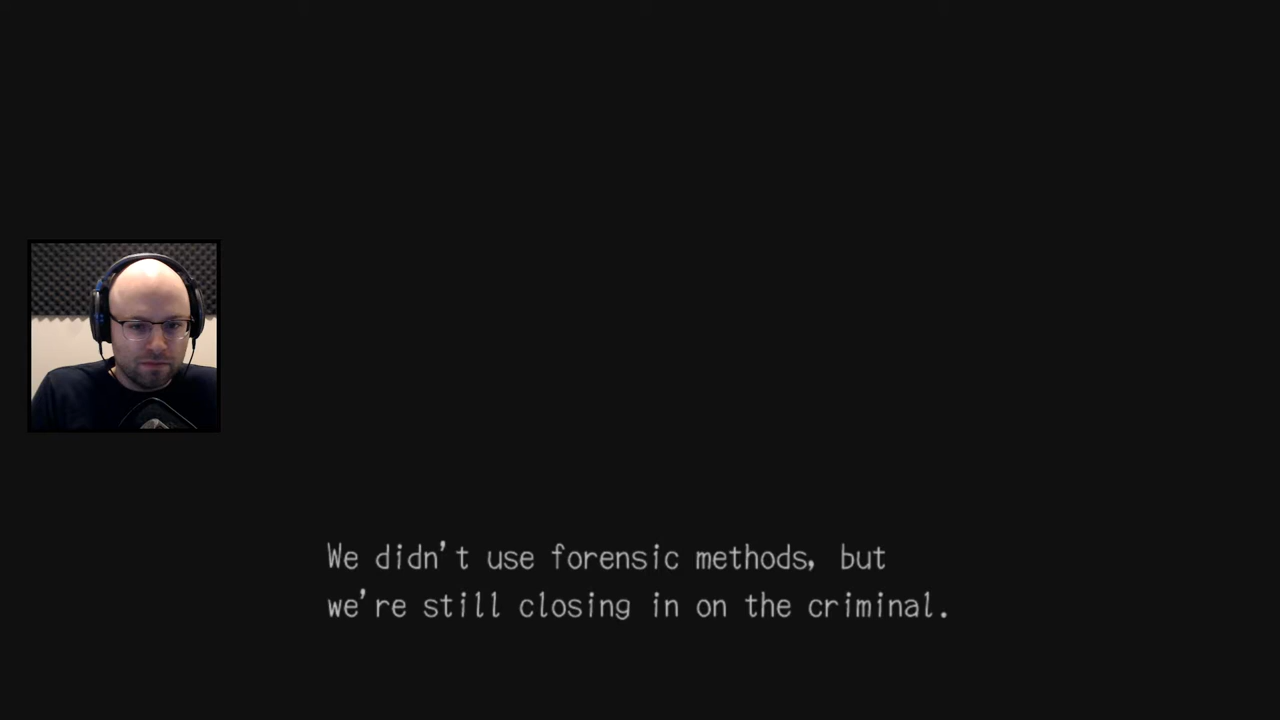 We didn't use forensic methods, but
we're still closing in on the criminal.